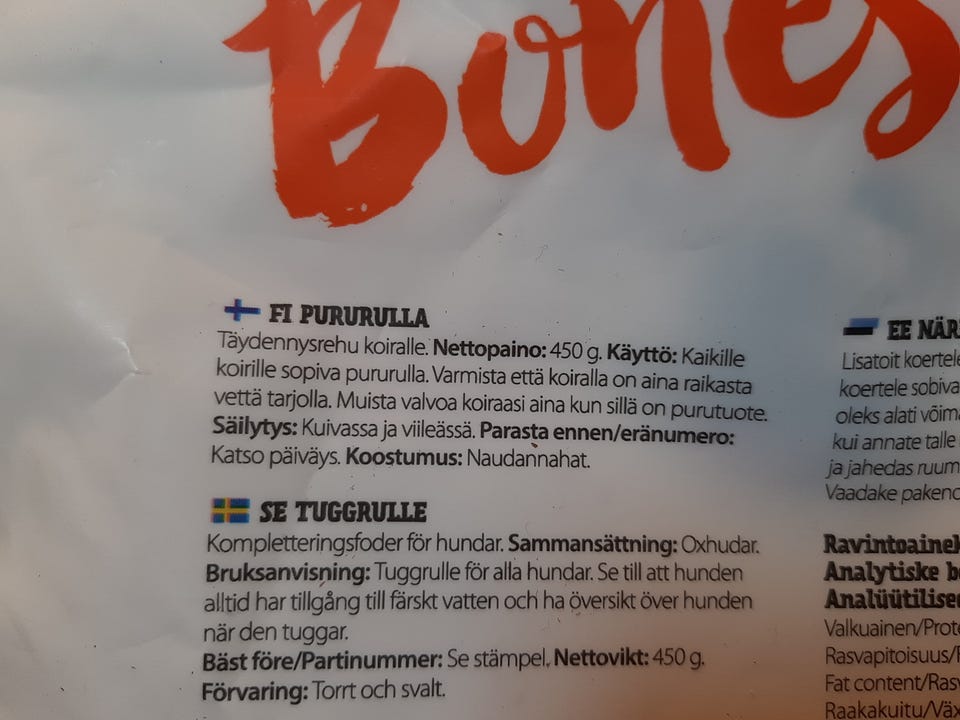 Bones
FI PURURULLA
Täydennysrehu koiralle. Nettopaino: 450 g. Käyttö: Kaikille
koirille sopiva pururulla. Varmista että koiralla on aina raikasta
vettä tarjolla. Muista valvoa koiraasi aina kun sillä on purutuote.
Säilytys: Kuivassa ja viileässä. Parasta ennen/eränumero:
Katso päiväys. Koostumus: Naudannahat.
SE TUGGRULLE
Kompletteringsfoder för hundar. Sammansättning: Oxhudar.
Bruksanvisning: Tuggrulle för alla hundar. Se till att hunden
alltid har tillgång till färskt vatten och ha översikt över hunden
när den tuggar.
Bäst före/Partinummer: Se stämpel. Nettovikt: 450 g.
Förvaring: Torrt och svalt.
EE NÄR
Lisatoit koertele
koertele sobiva
oleks alati võima
kui annate talle
ja jahedas ruum
Vaadake pakend
Ravintoainek
Analytiske b
Analüütilised
Valkuainen/Prote
Rasvapitoisuus/
Fat content/Ras
Raakakuitu/Väx